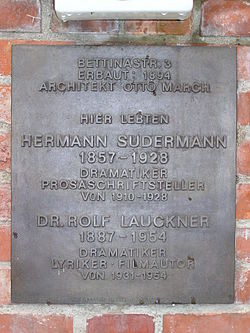 BETTINASTR. 3
ERBAUT: 1894
ARCHITEKT OTTO MARCH
HIER LEBTEN
HERMANN SUDERMANN
1857-1928
DRAMATIKER
PROSASCHRIFTSTELLER
VON 1910-1928
DR. ROLF LAUCKNER
1887-1954
DRAMATIKER
LYRIKER · FILMAUTOR
VON 1931-1954